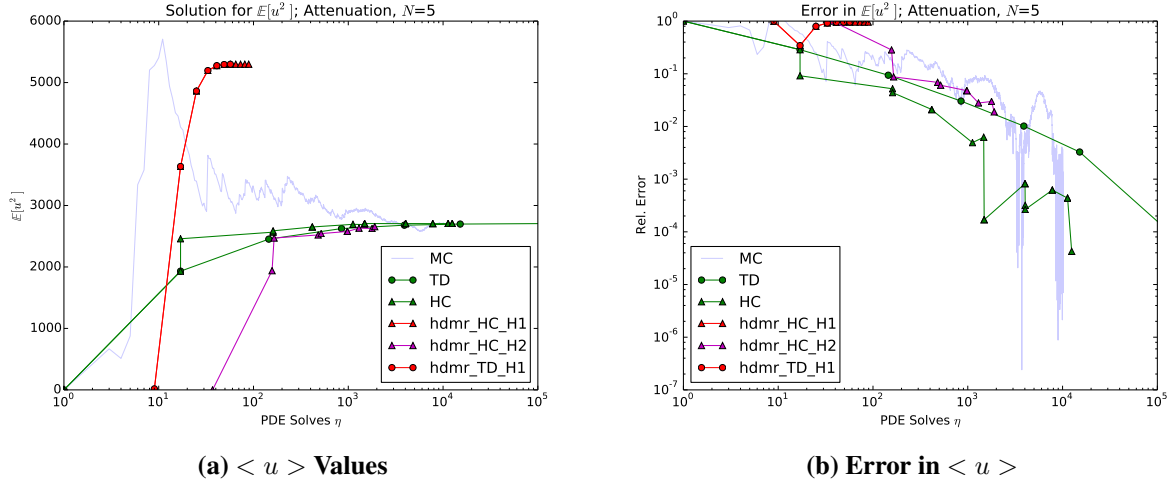 Solution for 𝔼[u² ]; Attenuation, N=5
6000
5000
4000
3000
2000
1000
0
𝔼[u² ]
10⁰ 10¹ 10² 10³ 10⁴ 10⁵
PDE Solves η
MC
TD
HC
hdmr_HC_H1
hdmr_HC_H2
hdmr_TD_H1
(a) < u > Values
Error in 𝔼[u² ]; Attenuation, N=5
10⁰
10⁻¹
10⁻²
10⁻³
10⁻⁴
10⁻⁵
10⁻⁶
10⁻⁷
Rel. Error
10⁰ 10¹ 10² 10³ 10⁴ 10⁵
PDE Solves η
MC
TD
HC
hdmr_HC_H1
hdmr_HC_H2
hdmr_TD_H1
(b) Error in < u >